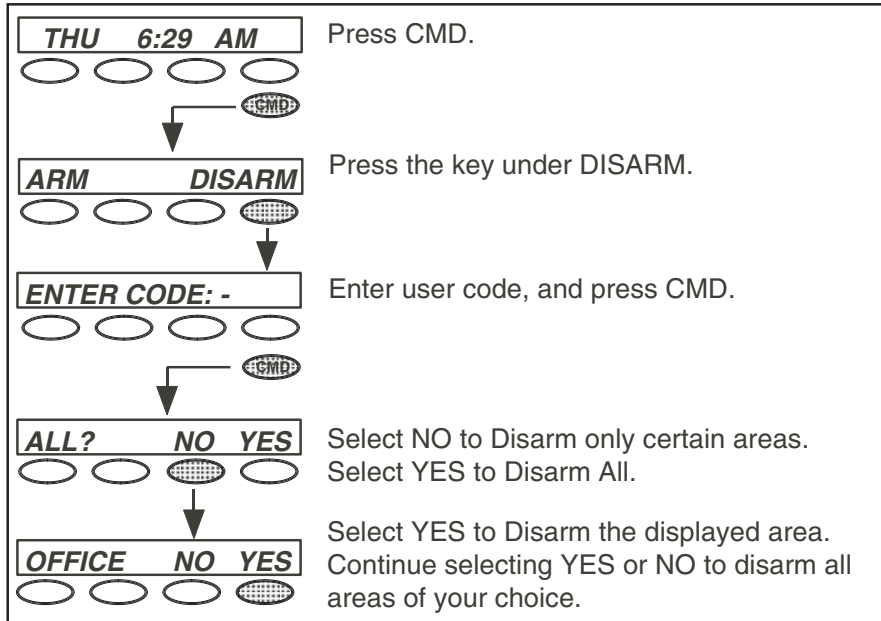 THU 6:29 AM
Press CMD.
CMD
ARM DISARM
Press the key under DISARM.
ENTER CODE: -
Enter user code, and press CMD.
CMD
ALL? NO YES
Select NO to Disarm only certain areas.
Select YES to Disarm All.
OFFICE NO YES
Select YES to Disarm the displayed area.
Continue selecting YES or NO to disarm all
areas of your choice.